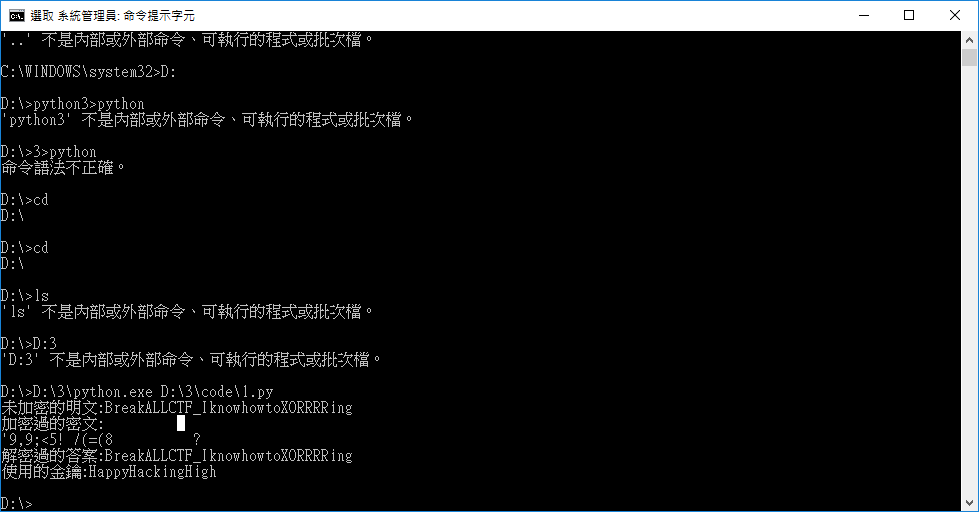 選取 系統管理員: 命令提示字元
'..' 不是內部或外部命令、可執行的程式或批次檔。
C:\WINDOWS\system32>D:
D:\>python3>python
'python3' 不是內部或外部命令、可執行的程式或批次檔。
D:\>3>python
命令語法不正確。
D:\>cd
D:\
D:\>cd
D:\
D:\>ls
'ls' 不是內部或外部命令、可執行的程式或批次檔。
D:\>D:3
'D:3' 不是內部或外部命令、可執行的程式或批次檔。
D:\>D:\3\python.exe D:\3\code\1.py
未加密的明文:BreakALLCTF_IknowhowtoXORRRRing
加密過的密文:
'9,9;<5! /(=(8 ?
解密過的答案:BreakALLCTF_IknowhowtoXORRRRing
使用的金鑰:HappyHackingHigh
D:\>